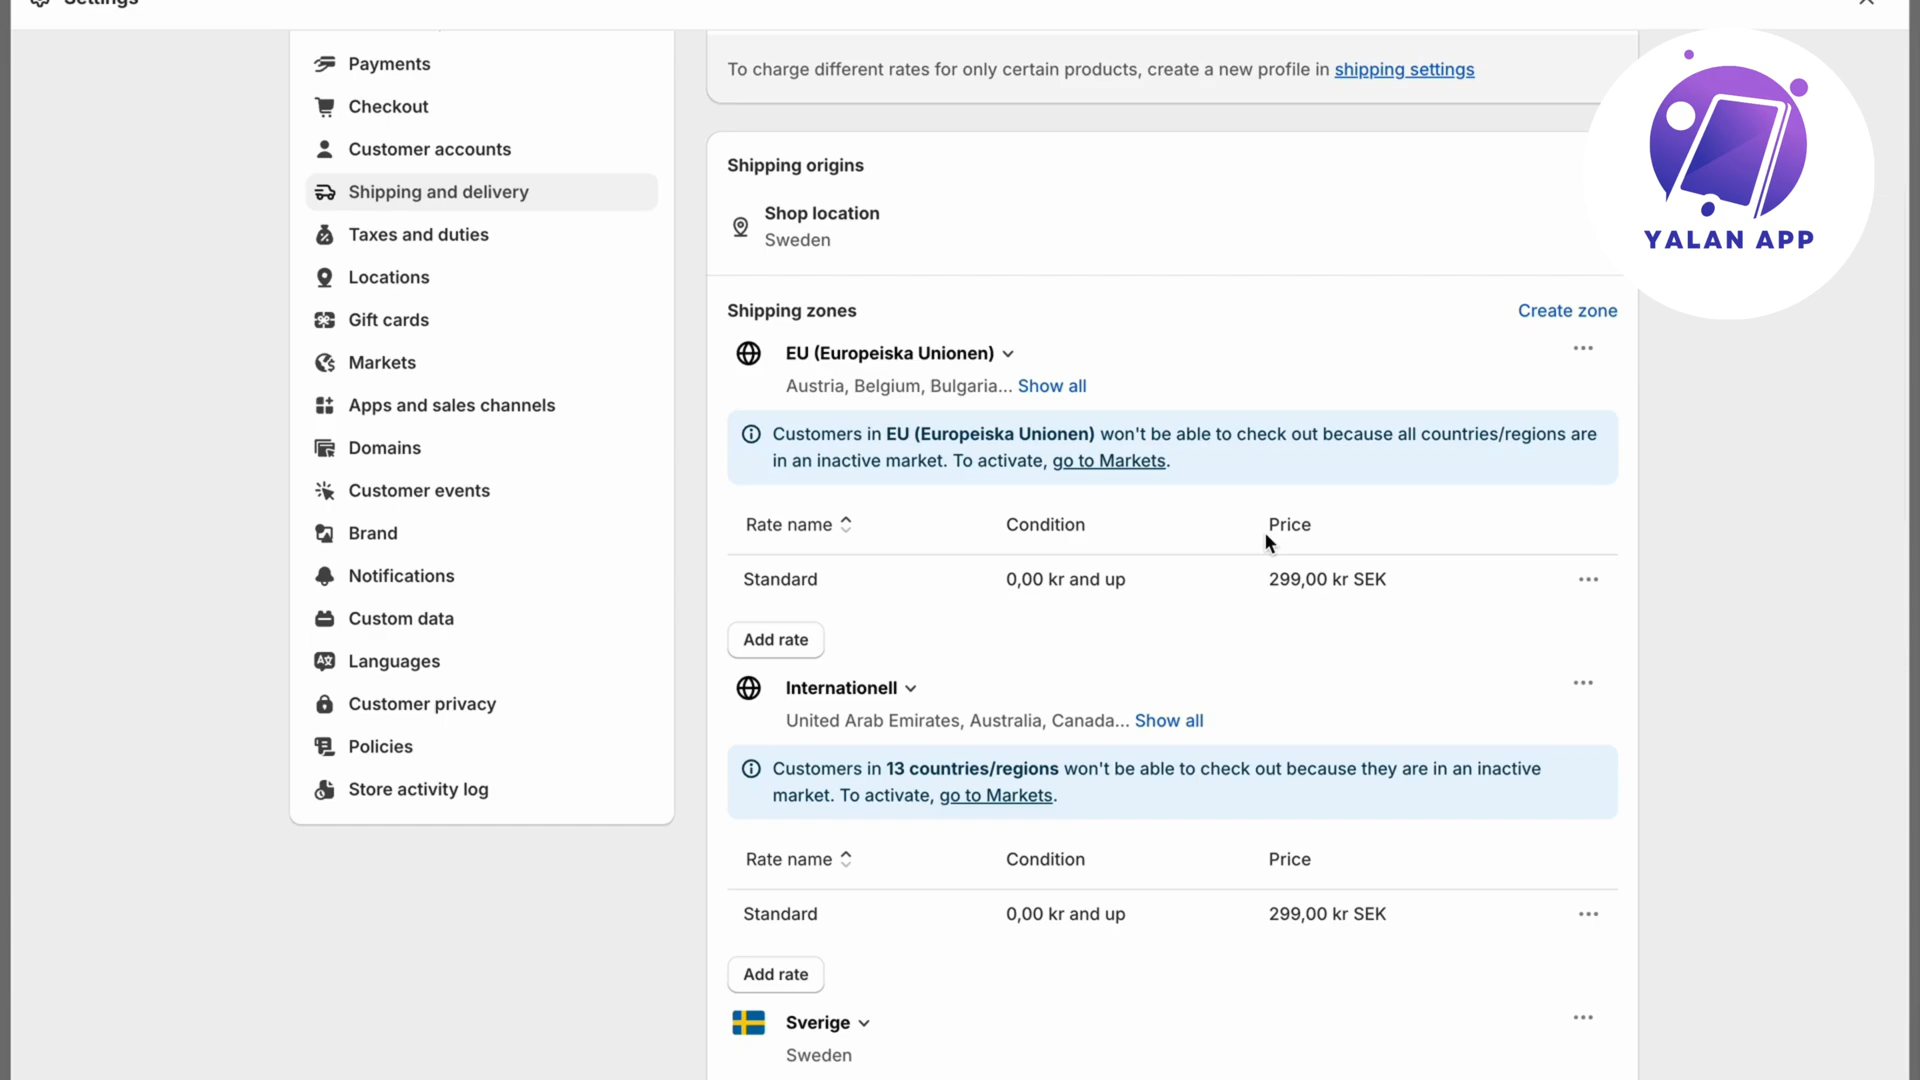 Settings
Payments
Checkout
Customer accounts
Shipping and delivery
Taxes and duties
Locations
Gift cards
Markets
Apps and sales channels
Domains
Customer events
Brand
Notifications
Custom data
Languages
Customer privacy
Policies
Store activity log
To charge different rates for only certain products, create a new profile in shipping settings
YALAN APP
Shipping origins
Shop location
Sweden
Shipping zones
Create zone
EU (Europeiska Unionen)
Austria, Belgium, Bulgaria... Show all
Customers in EU (Europeiska Unionen) won't be able to check out because all countries/regions are
in an inactive market. To activate, go to Markets.
Rate name Condition Price
Standard 0,00 kr and up 299,00 kr SEK
Add rate
Internationell
United Arab Emirates, Australia, Canada... Show all
Customers in 13 countries/regions won't be able to check out because they are in an inactive
market. To activate, go to Markets.
Rate name Condition Price
Standard 0,00 kr and up 299,00 kr SEK
Add rate
Sverige
Sweden